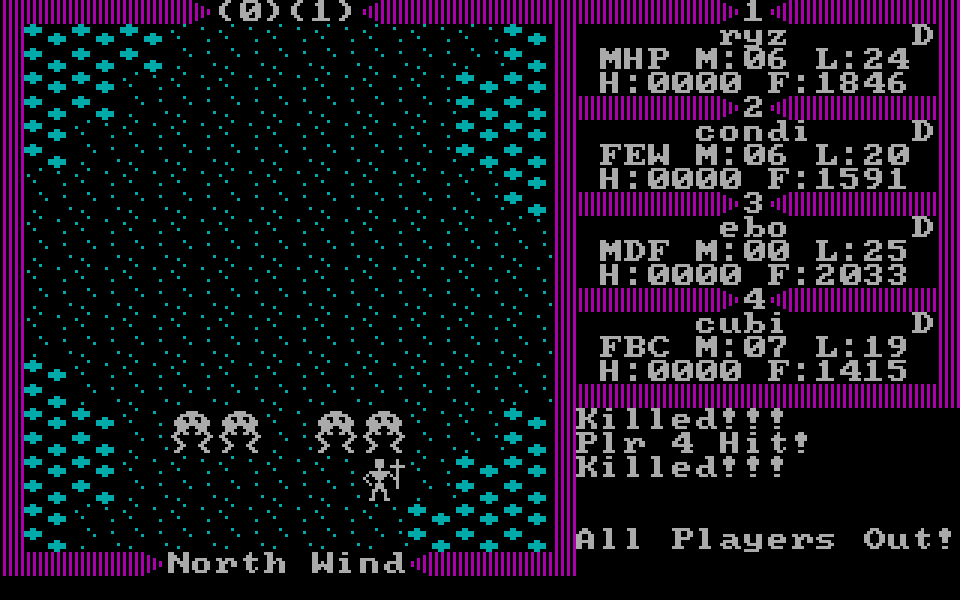 (0)(1)
1
ryz D
MHP M:06 L:24
H:0000 F:1846
2
condi D
FEW M:06 L:20
H:0000 F:1591
3
ebo D
MDF M:00 L:25
H:0000 F:2033
4
cubi D
FBC M:07 L:19
H:0000 F:1415
Killed!!!
Plr 4 Hit!
Killed!!!
All Players Out!
North Wind